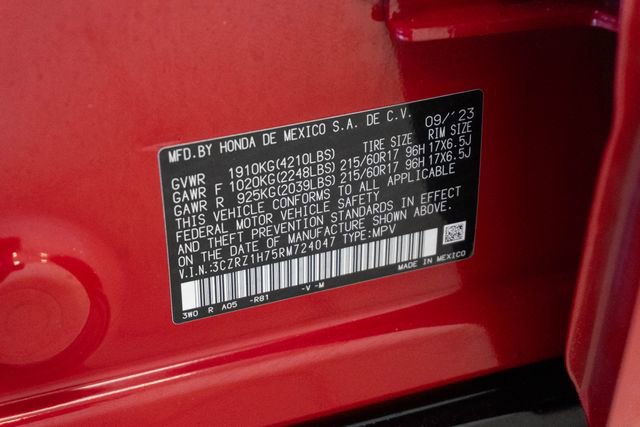 MFD.BY HONDA DE MEXICO S.A. DE C.V. 09/'23
TIRE SIZE RIM SIZE
GVWR 1910KG(4210LBS)
GAWR F 1020KG(2248LBS) 215/60R17 96H 17X6.5J
GAWR R 925KG(2039LBS) 215/60R17 96H 17X6.5J
THIS VEHICLE CONFORMS TO ALL APPLICABLE
FEDERAL MOTOR VEHICLE SAFETY
AND THEFT PREVENTION STANDARDS IN EFFECT
ON THE DATE OF MANUFACTURE SHOWN ABOVE.
V.I.N:3CZRZ1H75RM724047 TYPE:MPV
3WO R A05 -R81 -V -M MADE IN MEXICO